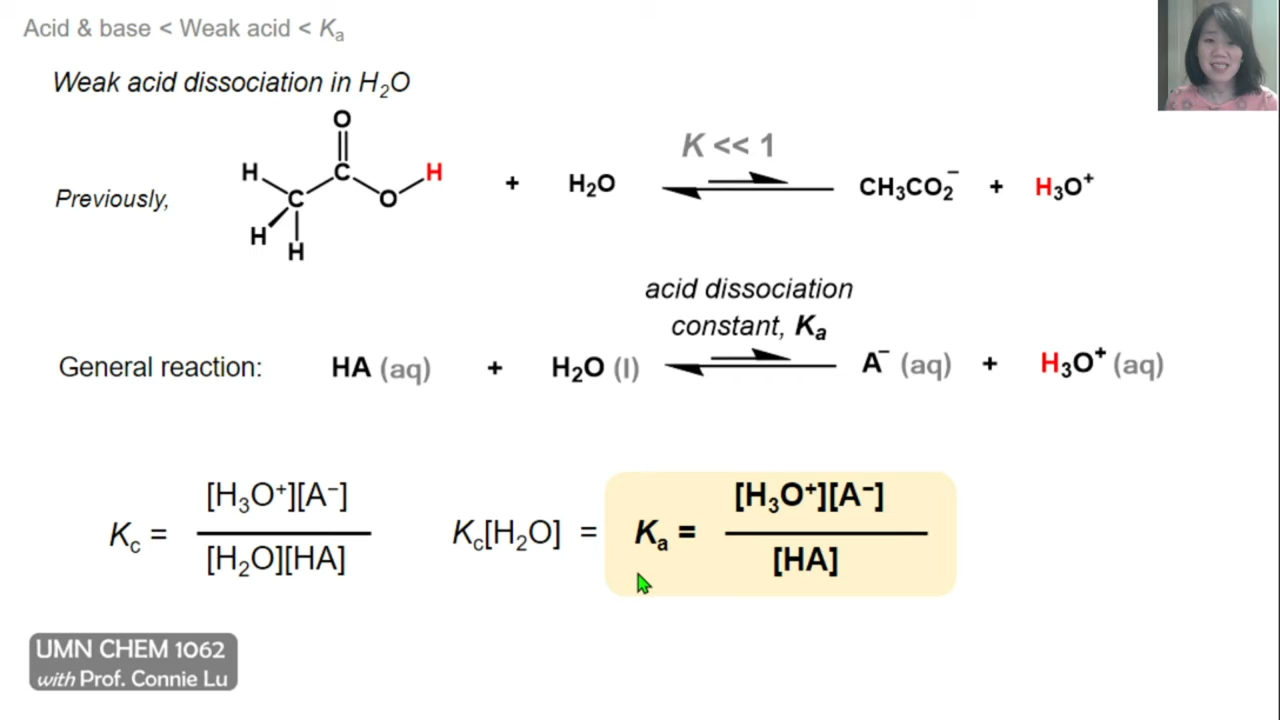 Acid & base < Weak acid < Kₐ
Weak acid dissociation in H₂O
O
H C H
Previously, C O + H₂O K << 1 CH₃CO₂⁻ + H₃O⁺
H
H
acid dissociation
constant, Kₐ
General reaction: HA (aq) + H₂O (l) A⁻ (aq) + H₃O⁺ (aq)
[H₃O⁺][A⁻] [H₃O⁺][A⁻]
K_c = K_c[H₂O] = Kₐ =
[H₂O][HA] [HA]
UMN CHEM 1062
with Prof. Connie Lu